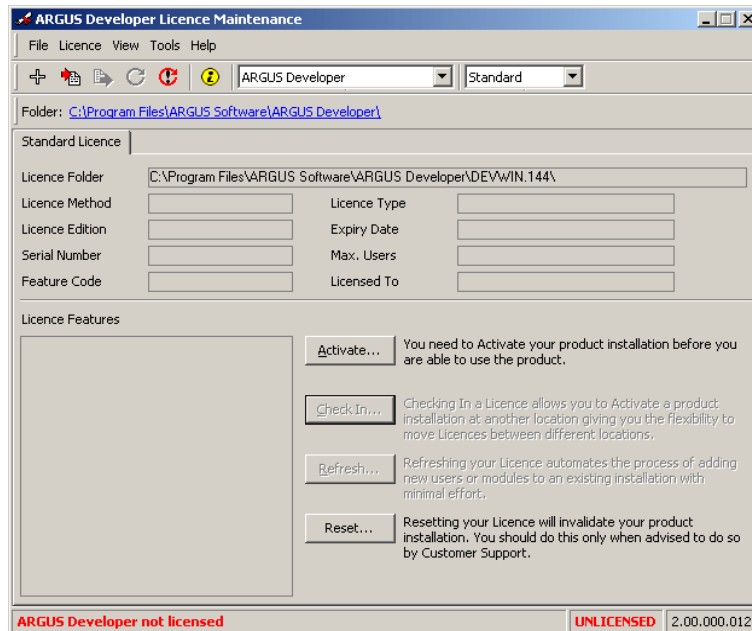 ARGUS Developer Licence Maintenance
File Licence View Tools Help
ARGUS Developer Standard
Folder: C:\Program Files\ARGUS Software\ARGUS Developer\
Standard Licence
Licence Folder C:\Program Files\ARGUS Software\ARGUS Developer\DEVWIN.144\
Licence Method Licence Type
Licence Edition Expiry Date
Serial Number Max. Users
Feature Code Licensed To
Licence Features
Activate... You need to Activate your product installation before you
are able to use the product.
Check In... Checking In a Licence allows you to Activate a product
installation at another location giving you the flexibility to
move Licences between different locations.
Refresh... Refreshing your Licence automates the process of adding
new users or modules to an existing installation with
minimal effort.
Reset... Resetting your Licence will invalidate your product
installation. You should do this only when advised to do so
by Customer Support.
ARGUS Developer not licensed UNLICENSED 2.00.000.012